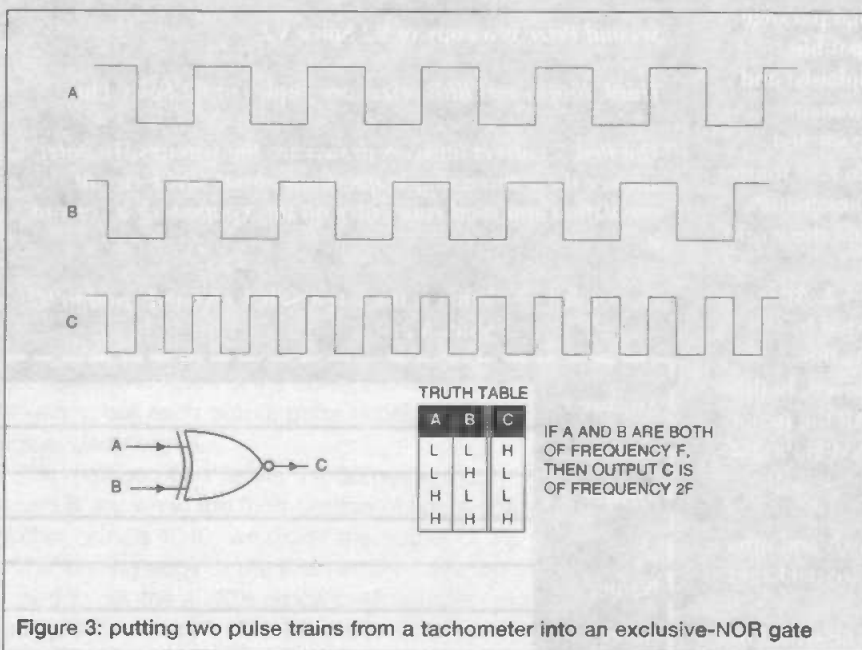 A
B
C
A
B
C
TRUTH TABLE
A B C
L L H
L H L
H L L
H H H
IF A AND B ARE BOTH
OF FREQUENCY F,
THEN OUTPUT C IS
OF FREQUENCY 2F
Figure 3: putting two pulse trains from a tachometer into an exclusive-NOR gate